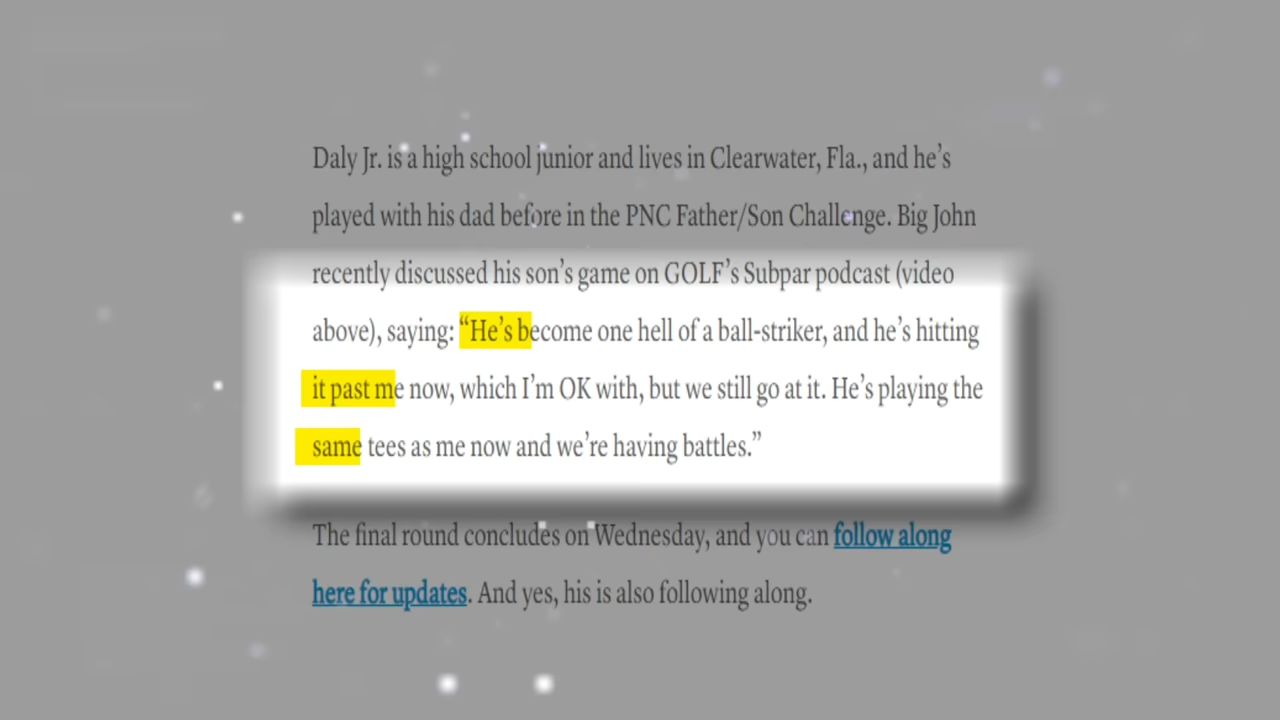 Daly Jr. is a high school junior and lives in Clearwater, Fla., and he’s
played with his dad before in the PNC Father/Son Challenge. Big John
recently discussed his son’s game on GOLF’s Subpar podcast (video
above), saying: “He’s become one hell of a ball-striker, and he’s hitting
it past me now, which I’m OK with, but we still go at it. He’s playing the
same tees as me now and we’re having battles.”
The final round concludes on Wednesday, and you can follow along
here for updates. And yes, his is also following along.